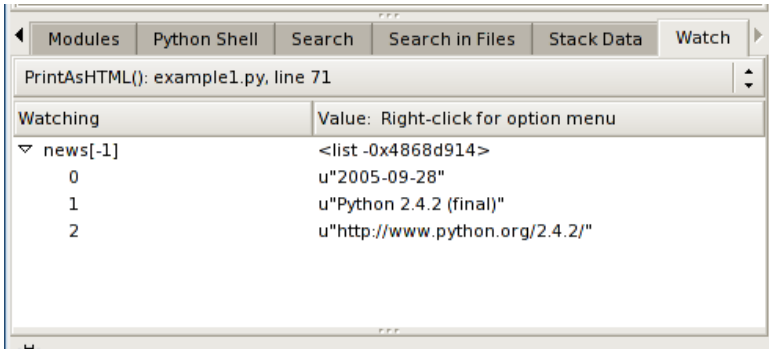 Modules Python Shell Search Search in Files Stack Data Watch
PrintAsHTML(): example1.py, line 71
Watching Value: Right-click for option menu
news[-1] <list -0x4868d914>
0 u"2005-09-28"
1 u"Python 2.4.2 (final)"
2 u"http://www.python.org/2.4.2/"